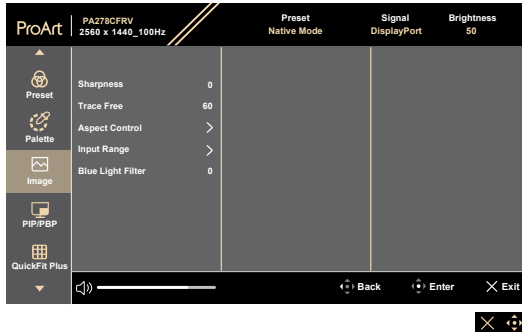 ProArt
PA278CFRV
2560 x 1440_100Hz
Preset
Native Mode
Signal
DisplayPort
Brightness
50
Preset
Palette
Image
PIP/PBP
QuickFit Plus
Sharpness 0
Trace Free 60
Aspect Control
Input Range
Blue Light Filter 0
Back
Enter
Exit